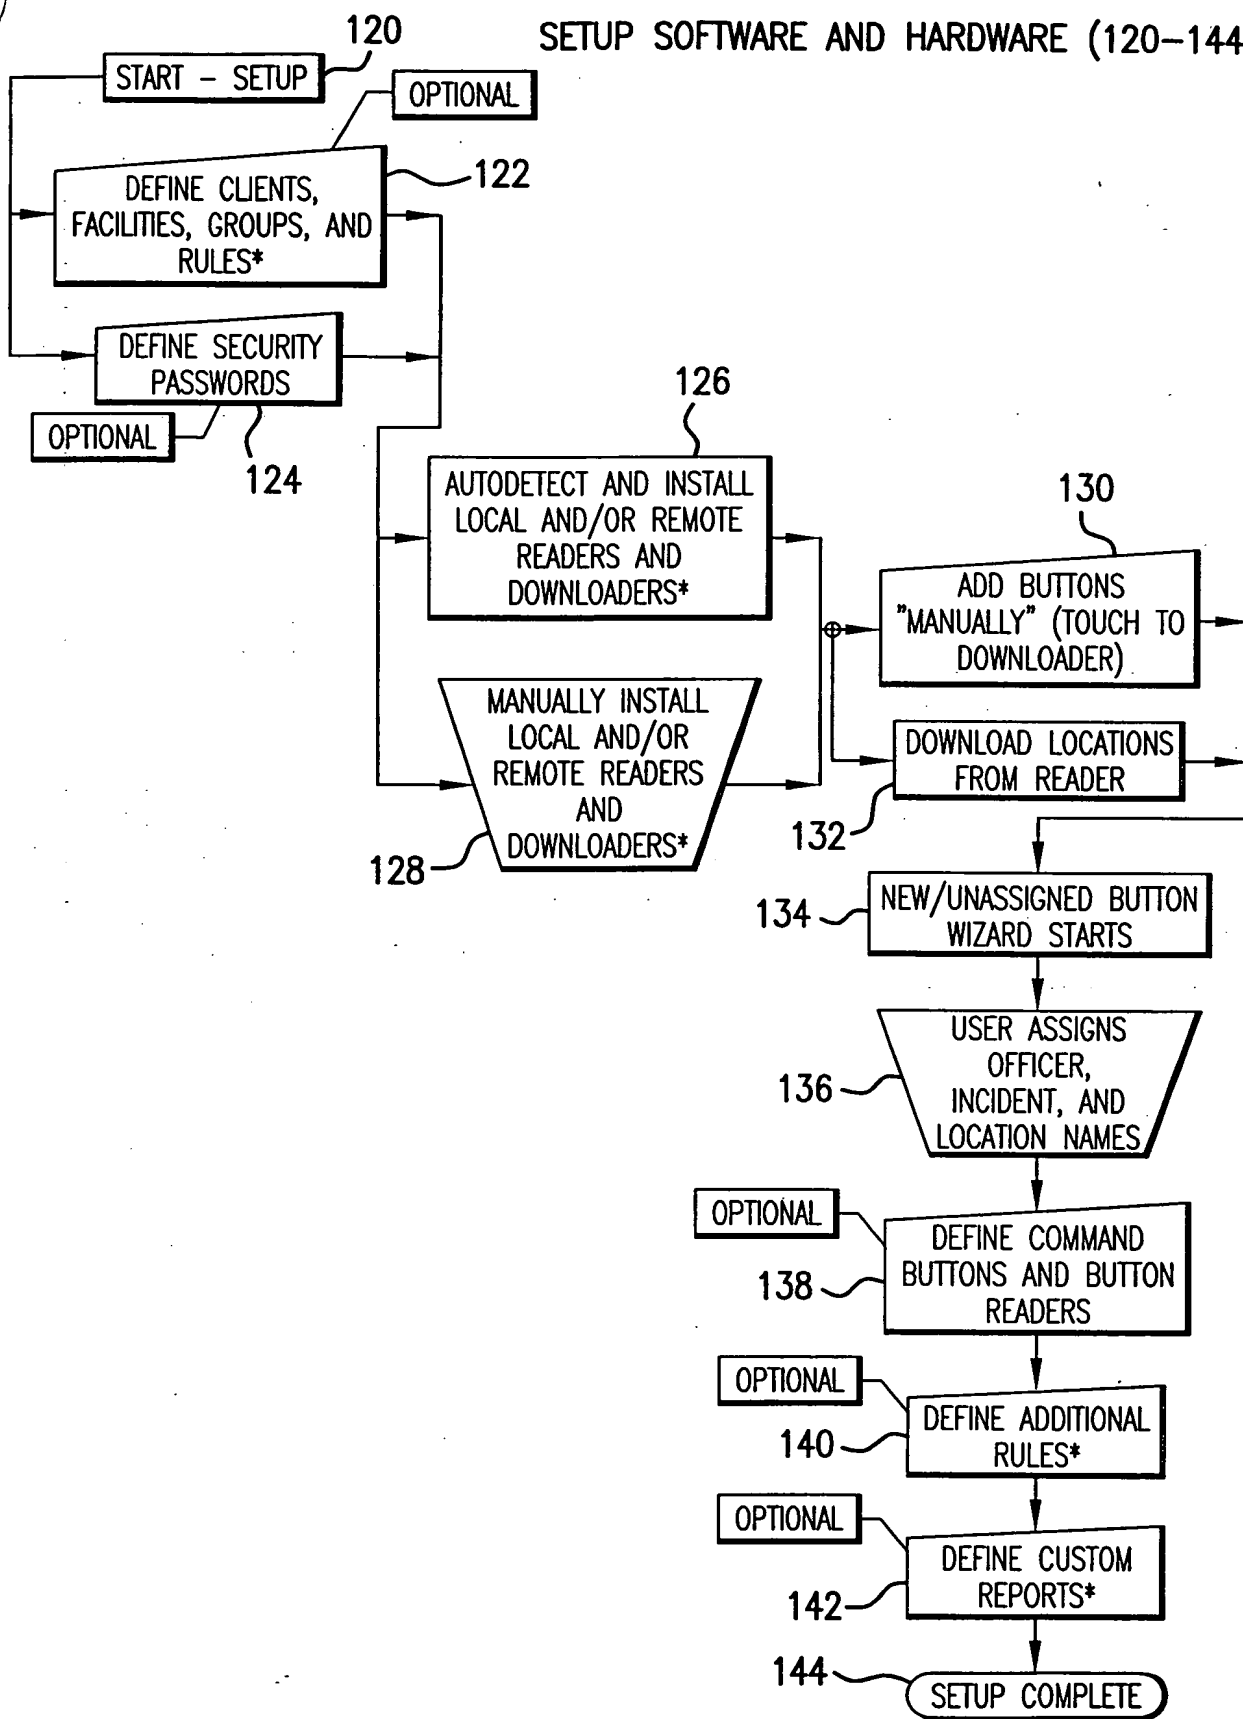 SETUP SOFTWARE AND HARDWARE (120-144
120
START - SETUP
OPTIONAL
122
DEFINE CLIENTS,
FACILITIES, GROUPS, AND
RULES*
DEFINE SECURITY
PASSWORDS
OPTIONAL
124
126
AUTODETECT AND INSTALL
LOCAL AND/OR REMOTE
READERS AND
DOWNLOADERS*
MANUALLY INSTALL
LOCAL AND/OR
REMOTE READERS
AND
DOWNLOADERS*
128
130
ADD BUTTONS
"MANUALLY" (TOUCH TO
DOWNLOADER)
DOWNLOAD LOCATIONS
FROM READER
132
134
NEW/UNASSIGNED BUTTON
WIZARD STARTS
136
USER ASSIGNS
OFFICER,
INCIDENT, AND
LOCATION NAMES
OPTIONAL
138
DEFINE COMMAND
BUTTONS AND BUTTON
READERS
OPTIONAL
140
DEFINE ADDITIONAL
RULES*
OPTIONAL
142
DEFINE CUSTOM
REPORTS*
144
SETUP COMPLETE